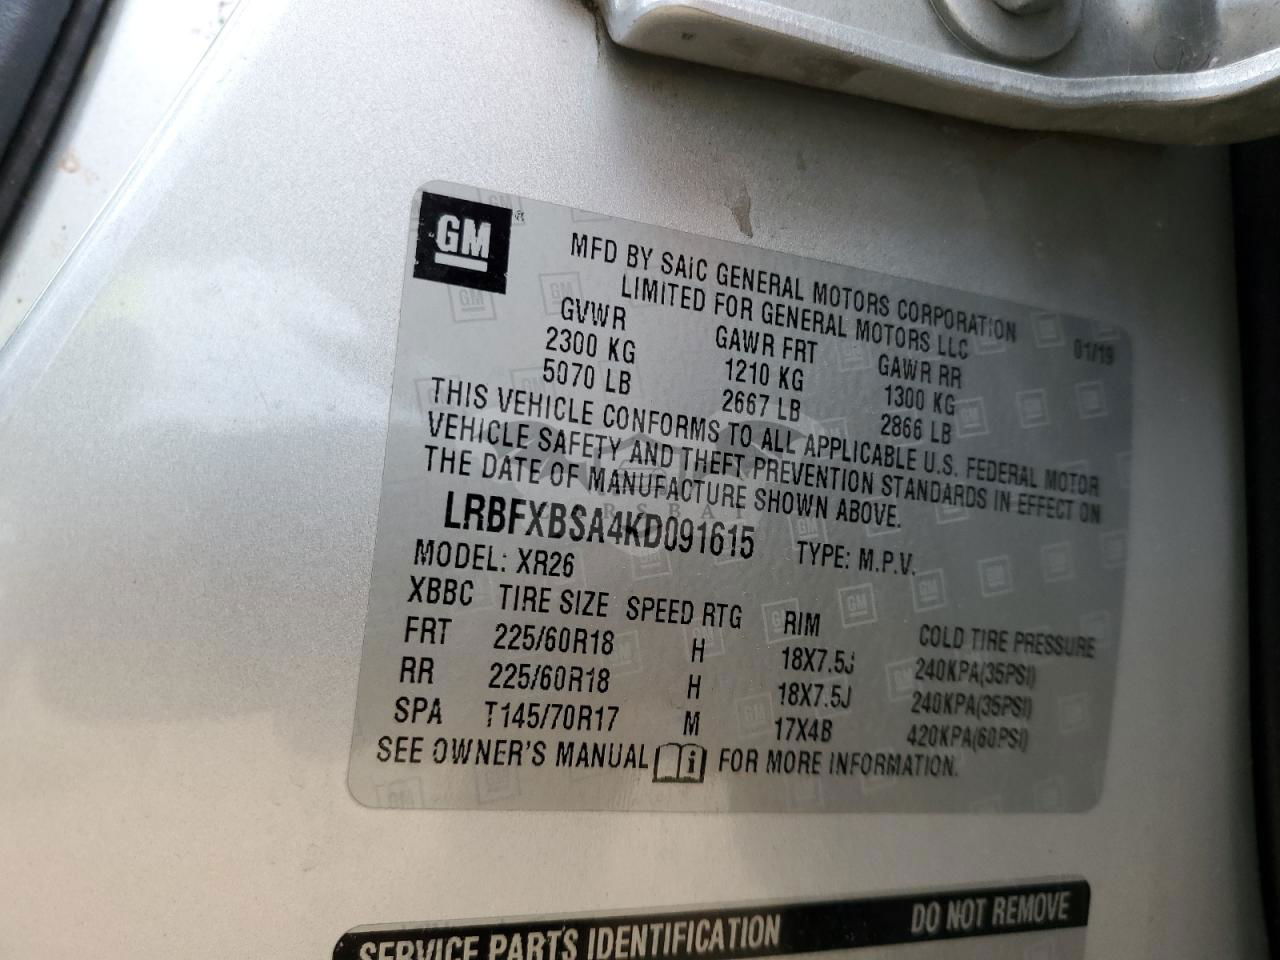 GM
MFD BY SAIC GENERAL MOTORS CORPORATION
LIMITED FOR GENERAL MOTORS LLC
01/19
GVWR GAWR FRT GAWR RR
2300 KG 1210 KG 1300 KG
5070 LB 2667 LB 2866 LB
THIS VEHICLE CONFORMS TO ALL APPLICABLE U.S. FEDERAL MOTOR
VEHICLE SAFETY AND THEFT PREVENTION STANDARDS IN EFFECT ON
THE DATE OF MANUFACTURE SHOWN ABOVE.
LRBFXBSA4KD091615 TYPE: M.P.V.
MODEL: XR26
XBBC TIRE SIZE SPEED RTG RIM COLD TIRE PRESSURE
FRT 225/60R18 H 18X7.5J 240KPA(35PSI)
RR 225/60R18 H 18X7.5J 240KPA(35PSI)
SPA T145/70R17 M 17X4B 420KPA(60PSI)
SEE OWNER'S MANUAL FOR MORE INFORMATION.
SERVICE PARTS IDENTIFICATION DO NOT REMOVE